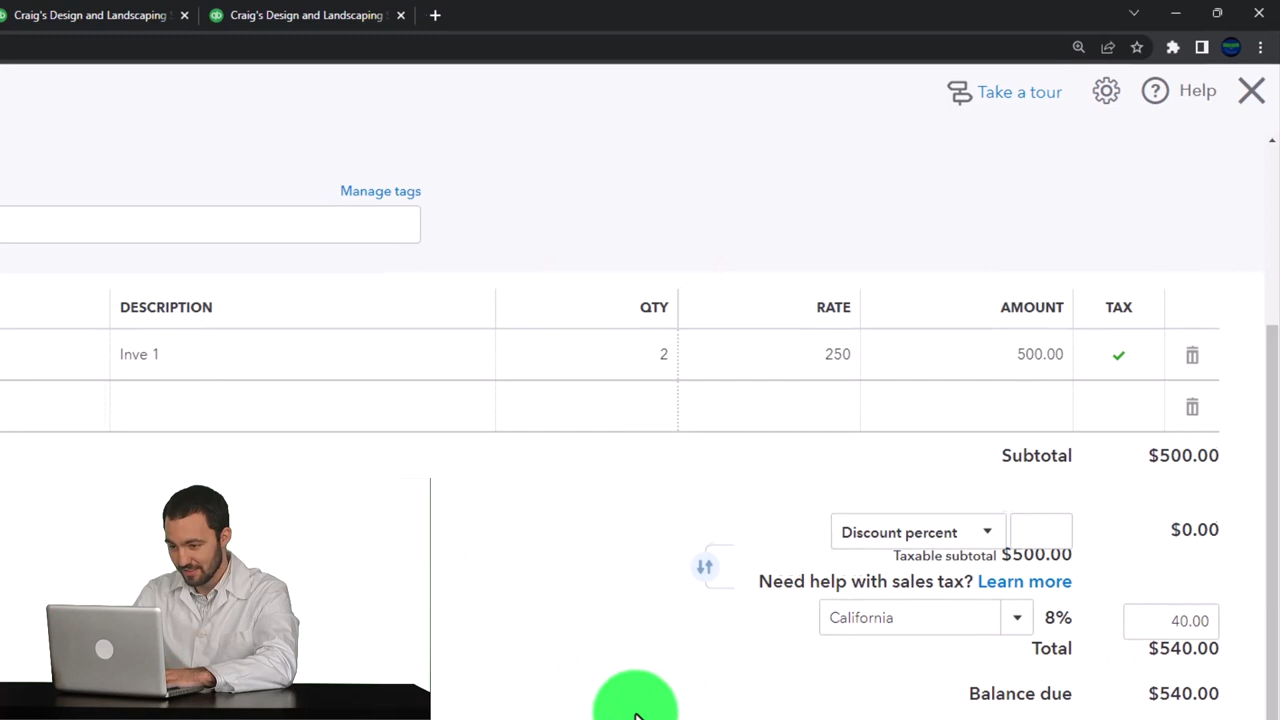 Craig's Design and Landscaping S
Craig's Design and Landscaping S
Take a tour
Help
Manage tags
DESCRIPTION QTY RATE AMOUNT TAX
Inve 1 2 250 500.00
Subtotal $500.00
Discount percent $0.00
Taxable subtotal $500.00
Need help with sales tax? Learn more
California 8% 40.00
Total $540.00
Balance due $540.00